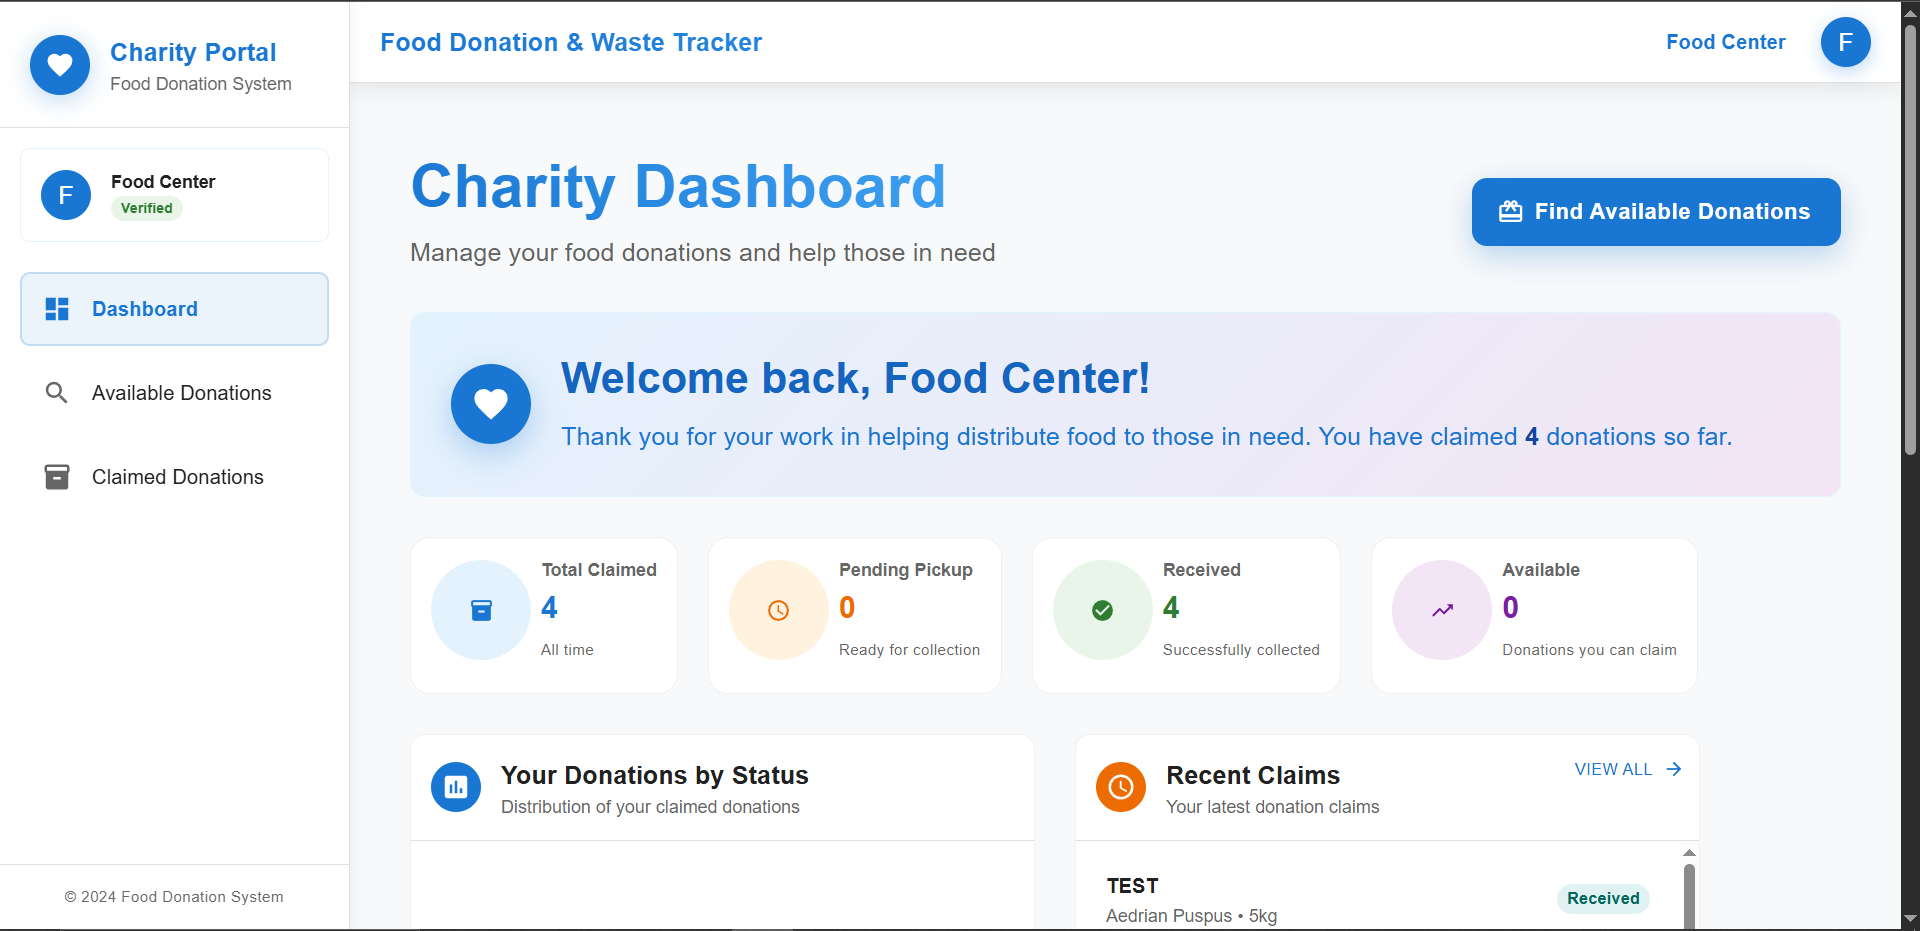 Charity Portal
Food Donation System
F
Food Center
Verified
Dashboard
Available Donations
Claimed Donations
© 2024 Food Donation System
Food Donation & Waste Tracker
Food Center
F
Charity Dashboard
Manage your food donations and help those in need
Find Available Donations
Welcome back, Food Center!
Thank you for your work in helping distribute food to those in need. You have claimed 4 donations so far.
Total Claimed
4
All time
Pending Pickup
0
Ready for collection
Received
4
Successfully collected
Available
0
Donations you can claim
Your Donations by Status
Distribution of your claimed donations
Recent Claims
Your latest donation claims
VIEW ALL
TEST
Aedrian Puspus • 5kg
Received